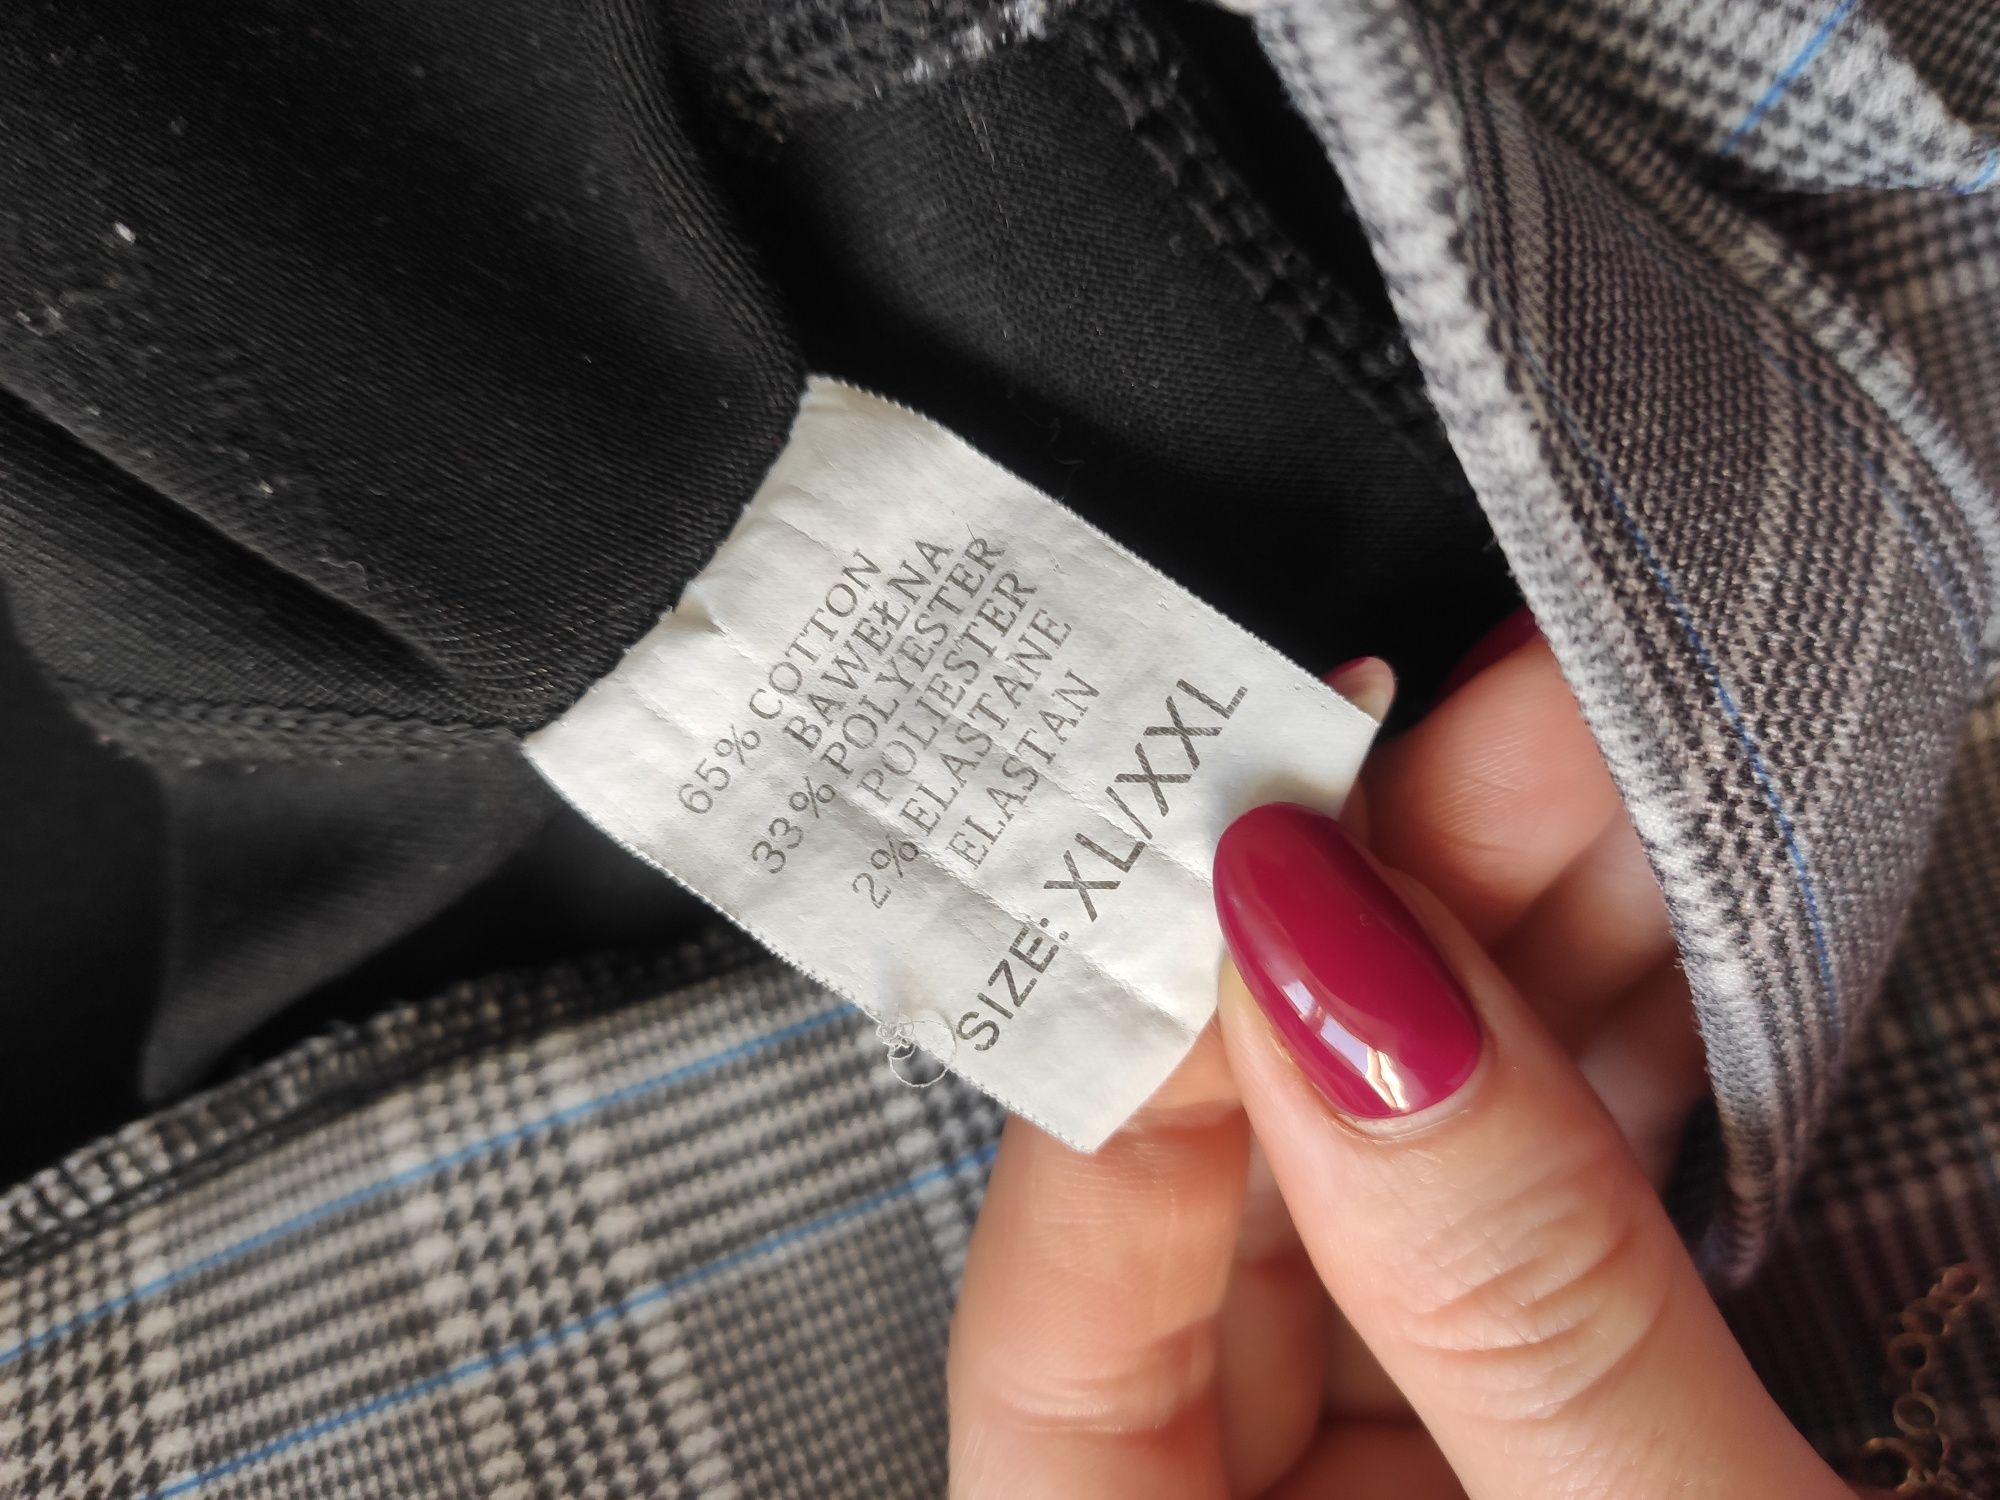 65% COTTON
BAWEŁNA
33% POLYESTER
POLIESTER
2% ELASTANE
ELASTAN
SIZE: XL/XXL